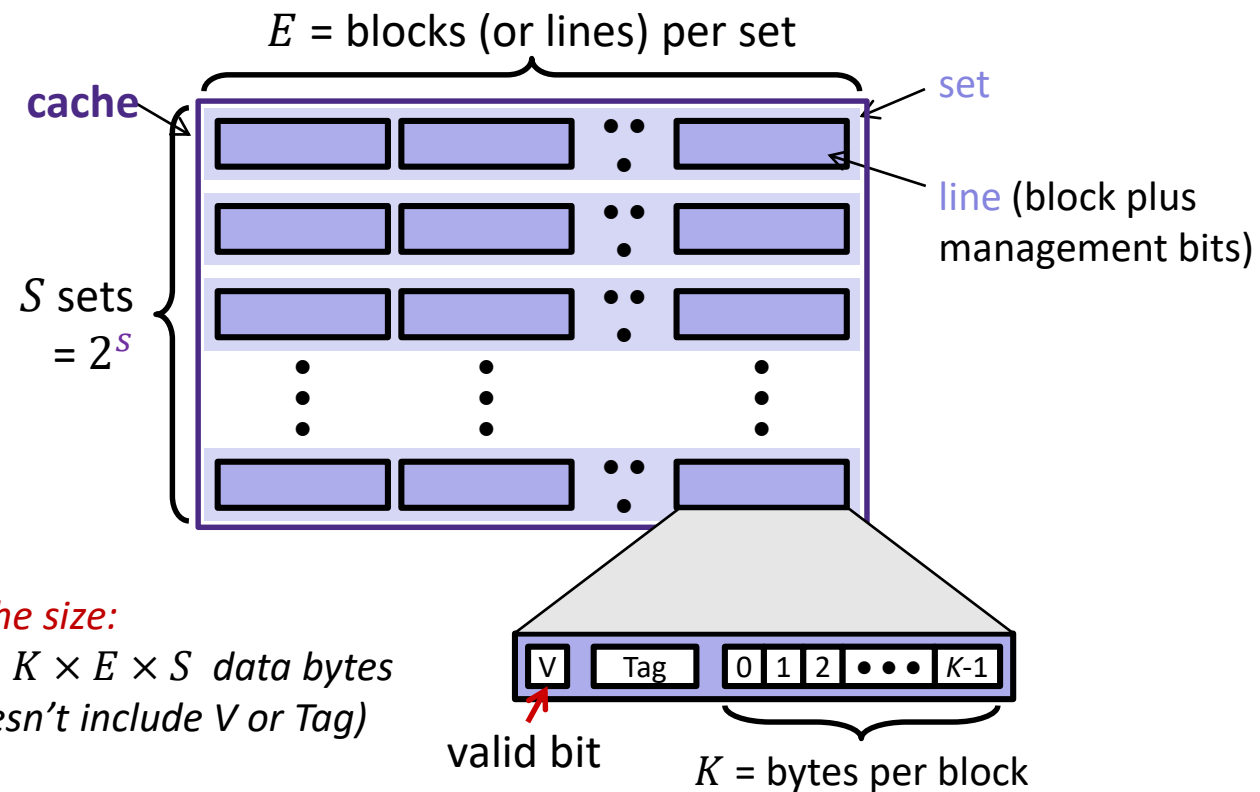 E = blocks (or lines) per set
cache
set
line (block plus
management bits)
S sets
= 2^s
he size:
K × E × S data bytes
esn't include V or Tag)
V Tag 0 1 2 ••• K-1
valid bit
K = bytes per block